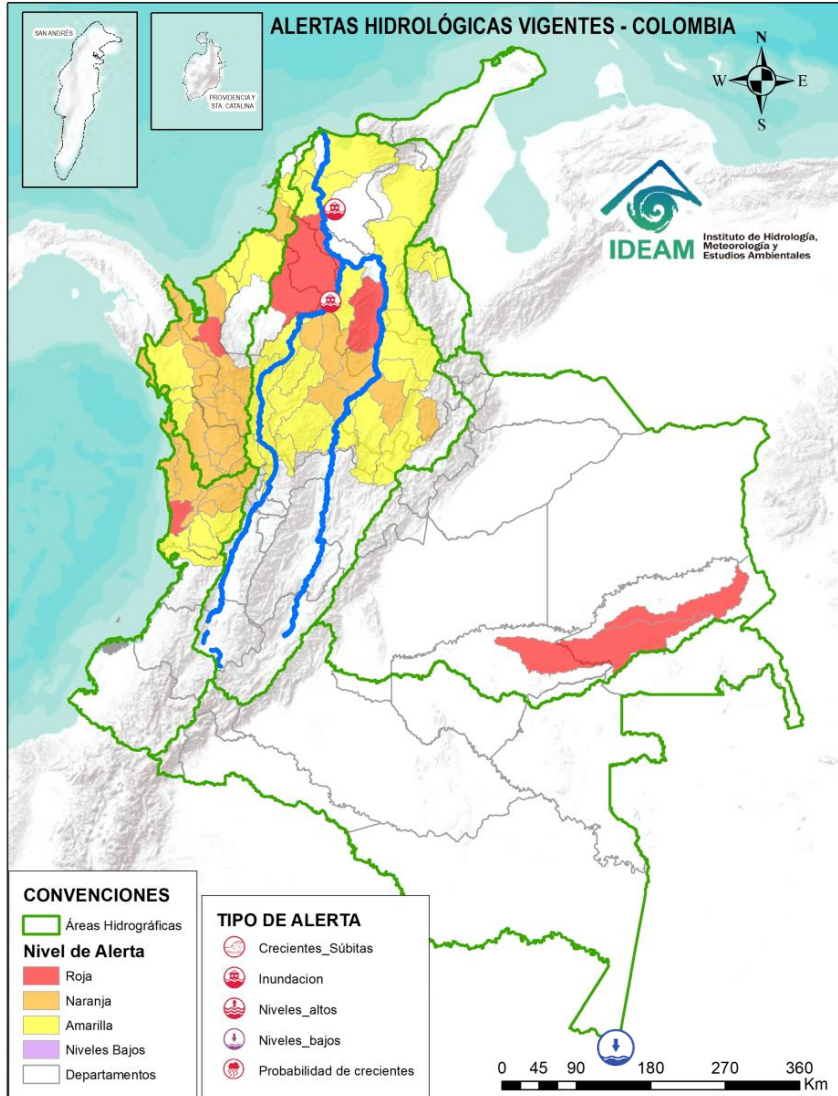 ALERTAS HIDROLÓGICAS VIGENTES - COLOMBIA
SAN ANDRÉS
PROVIDENCIA Y
STA. CATALINA
N
W
E
S
IDEAM
Instituto de Hidrología,
Meteorología y
Estudios Ambientales
CONVENCIONES
Áreas Hidrográficas
Nivel de Alerta
Roja
Naranja
Amarilla
Niveles Bajos
Departamentos
TIPO DE ALERTA
Crecientes_Súbitas
Inundacion
Niveles_altos
Niveles_bajos
Probabilidad de crecientes
0 45 90 180 270 360
Km